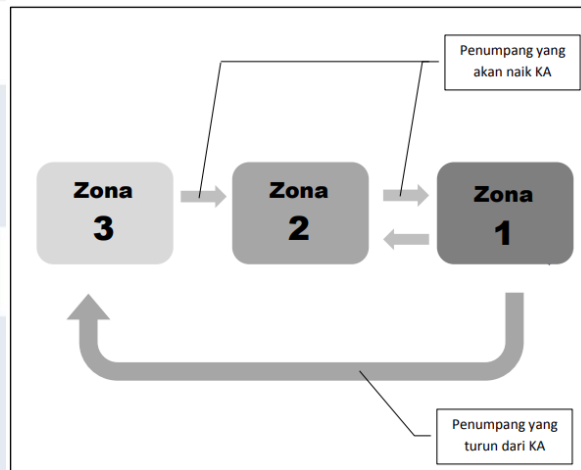 Penumpang yang
akan naik KA
Zona
3
Zona
2
Zona
1
Penumpang yang
turun dari KA